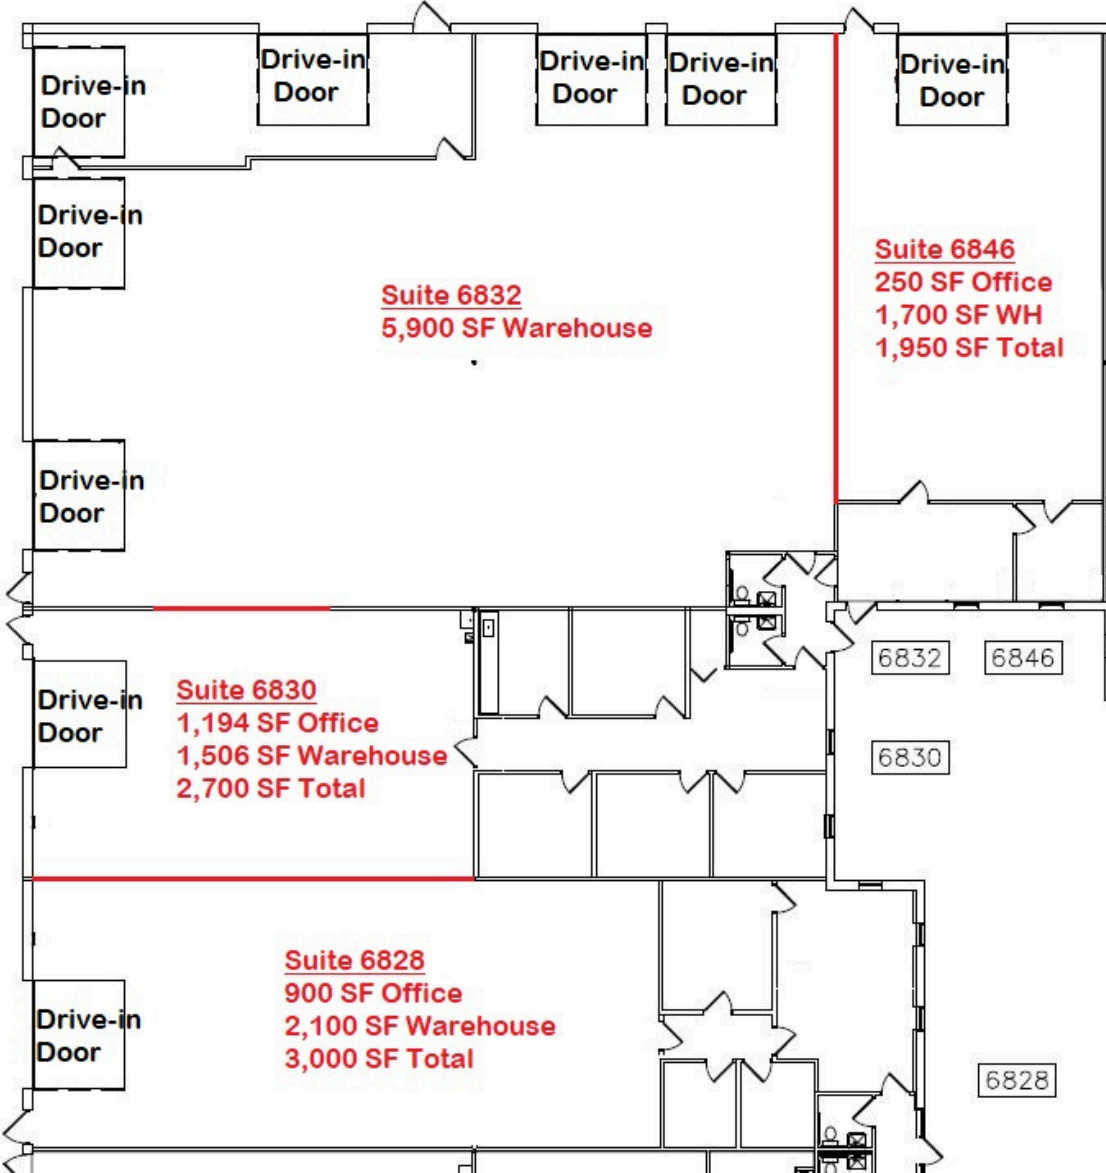 Drive-in
Door
Drive-in
Door
Drive-in
Door
Drive-in
Door
Drive-in
Door
Drive-in
Door
Suite 6832
5,900 SF Warehouse
Suite 6846
250 SF Office
1,700 SF WH
1,950 SF Total
Drive-in
Door
6832
6846
Drive-in
Door
Suite 6830
1,194 SF Office
1,506 SF Warehouse
2,700 SF Total
6830
Suite 6828
900 SF Office
2,100 SF Warehouse
3,000 SF Total
Drive-in
Door
6828